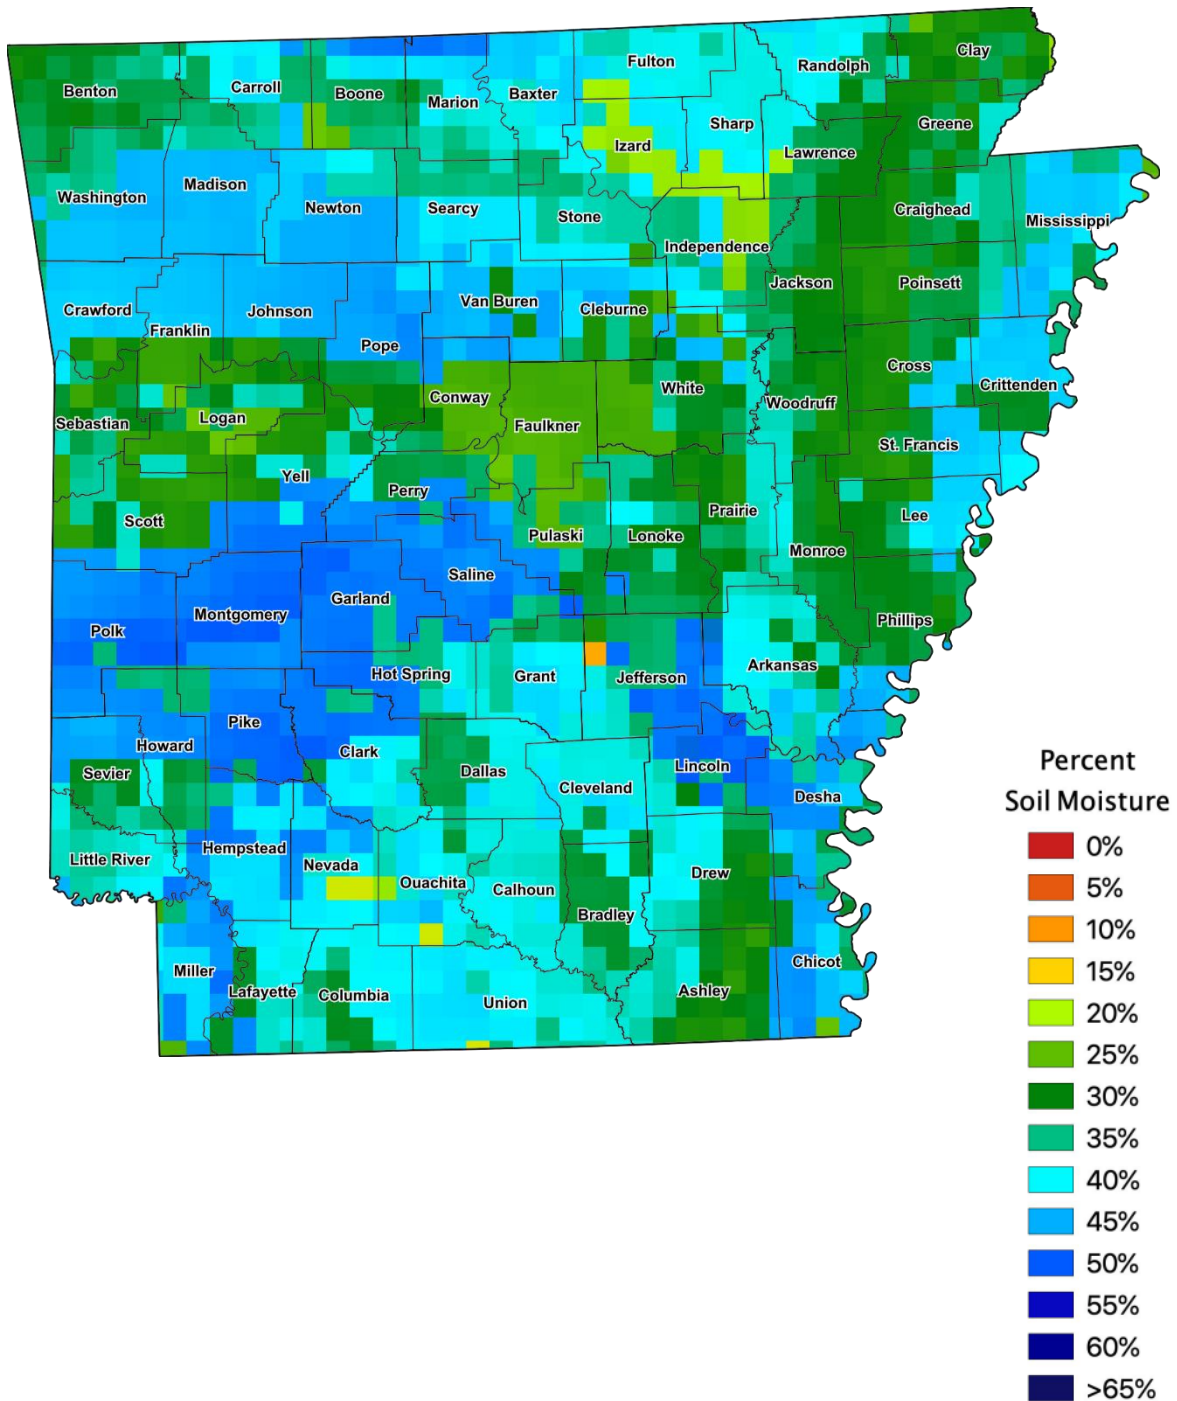 Clay
Fulton
Randolph
Carroll
Benton
Boone
Baxter
Marion
Sharp
Greene
Izard
Lawrence
Madison
Washington
Newton
Searcy
Stone
Craighead
Mississippi
Independence
Jackson
Poinsett
Van Buren
Crawford
Johnson
Cleburne
Franklin
Pope
Cross
Crittenden
White
Conway
Woodruff
Logan
Sebastian
Faulkner
St. Francis
Yell
Perry
Prairie
Lee
Scott
Pulaski
Lonoke
Monroe
Saline
Garland
Montgomery
Phillips
Polk
Arkansas
Hot Spring
Grant
Jefferson
Pike
Howard
Clark
Lincoln
Sevier
Dallas
Cleveland
Desha
Hempstead
Little River
Nevada
Drew
Ouachita
Calhoun
Bradley
Chicot
Miller
Lafayette
Columbia
Ashley
Union
Percent
Soil Moisture
0%
5%
10%
15%
20%
25%
30%
35%
40%
45%
50%
55%
60%
>65%